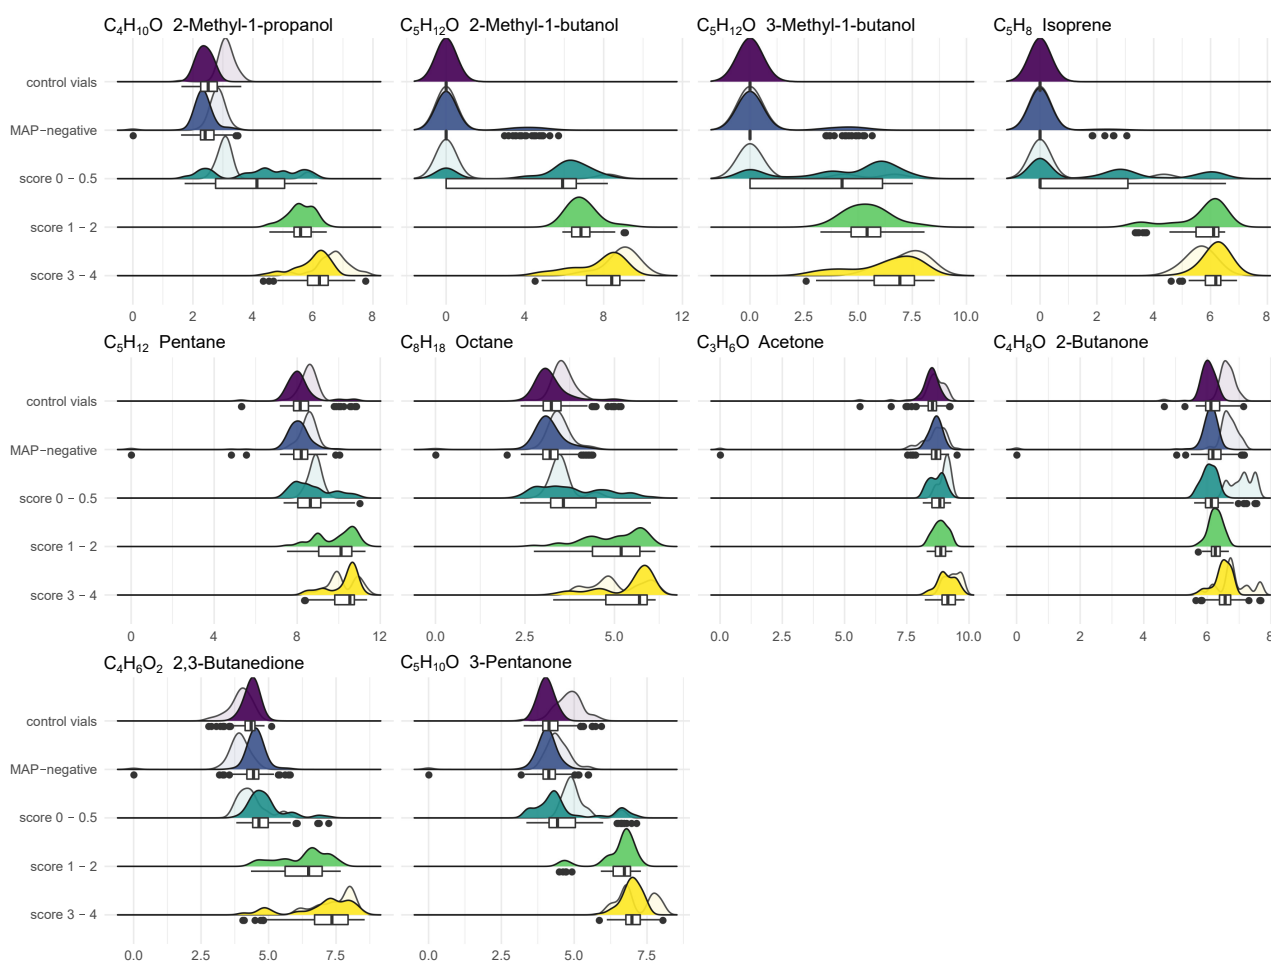 C₄H₁₀O 2-Methyl-1-propanol
C₅H₁₂O 2-Methyl-1-butanol
C₅H₁₂O 3-Methyl-1-butanol
C₅H₈ Isoprene
control vials
MAP−negative
score 0 − 0.5
score 1 − 2
score 3 − 4
0 2 4 6 8
0 4 8 12
0.0 2.5 5.0 7.5 10.0
0 2 4 6 8
C₅H₁₂ Pentane
C₈H₁₈ Octane
C₃H₆O Acetone
C₄H₈O 2-Butanone
control vials
MAP−negative
score 0 − 0.5
score 1 − 2
score 3 − 4
0 4 8 12
0.0 2.5 5.0
0.0 2.5 5.0 7.5 10.0
0 2 4 6 8
C₄H₆O₂ 2,3-Butanedione
C₅H₁₀O 3-Pentanone
control vials
MAP−negative
score 0 − 0.5
score 1 − 2
score 3 − 4
0.0 2.5 5.0 7.5
0.0 2.5 5.0 7.5